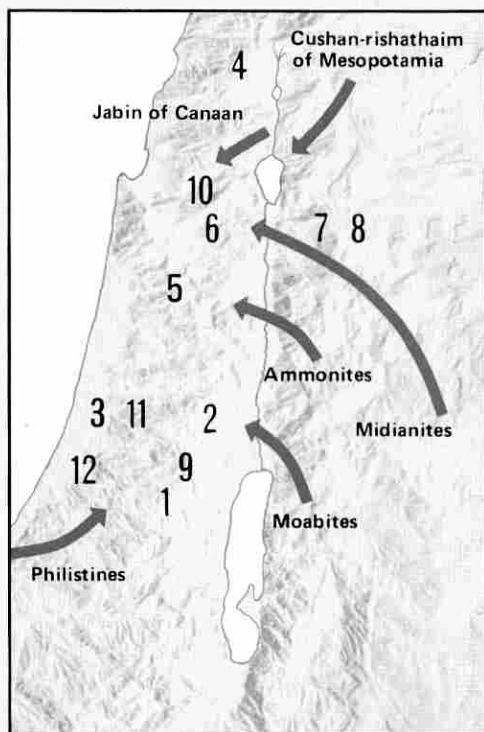 Cushan-rishathaim
of Mesopotamia
4
Jabin of Canaan
10
6
7 8
5
Ammonites
Midianites
3 11 2
12
9
1
Moabites
Philistines